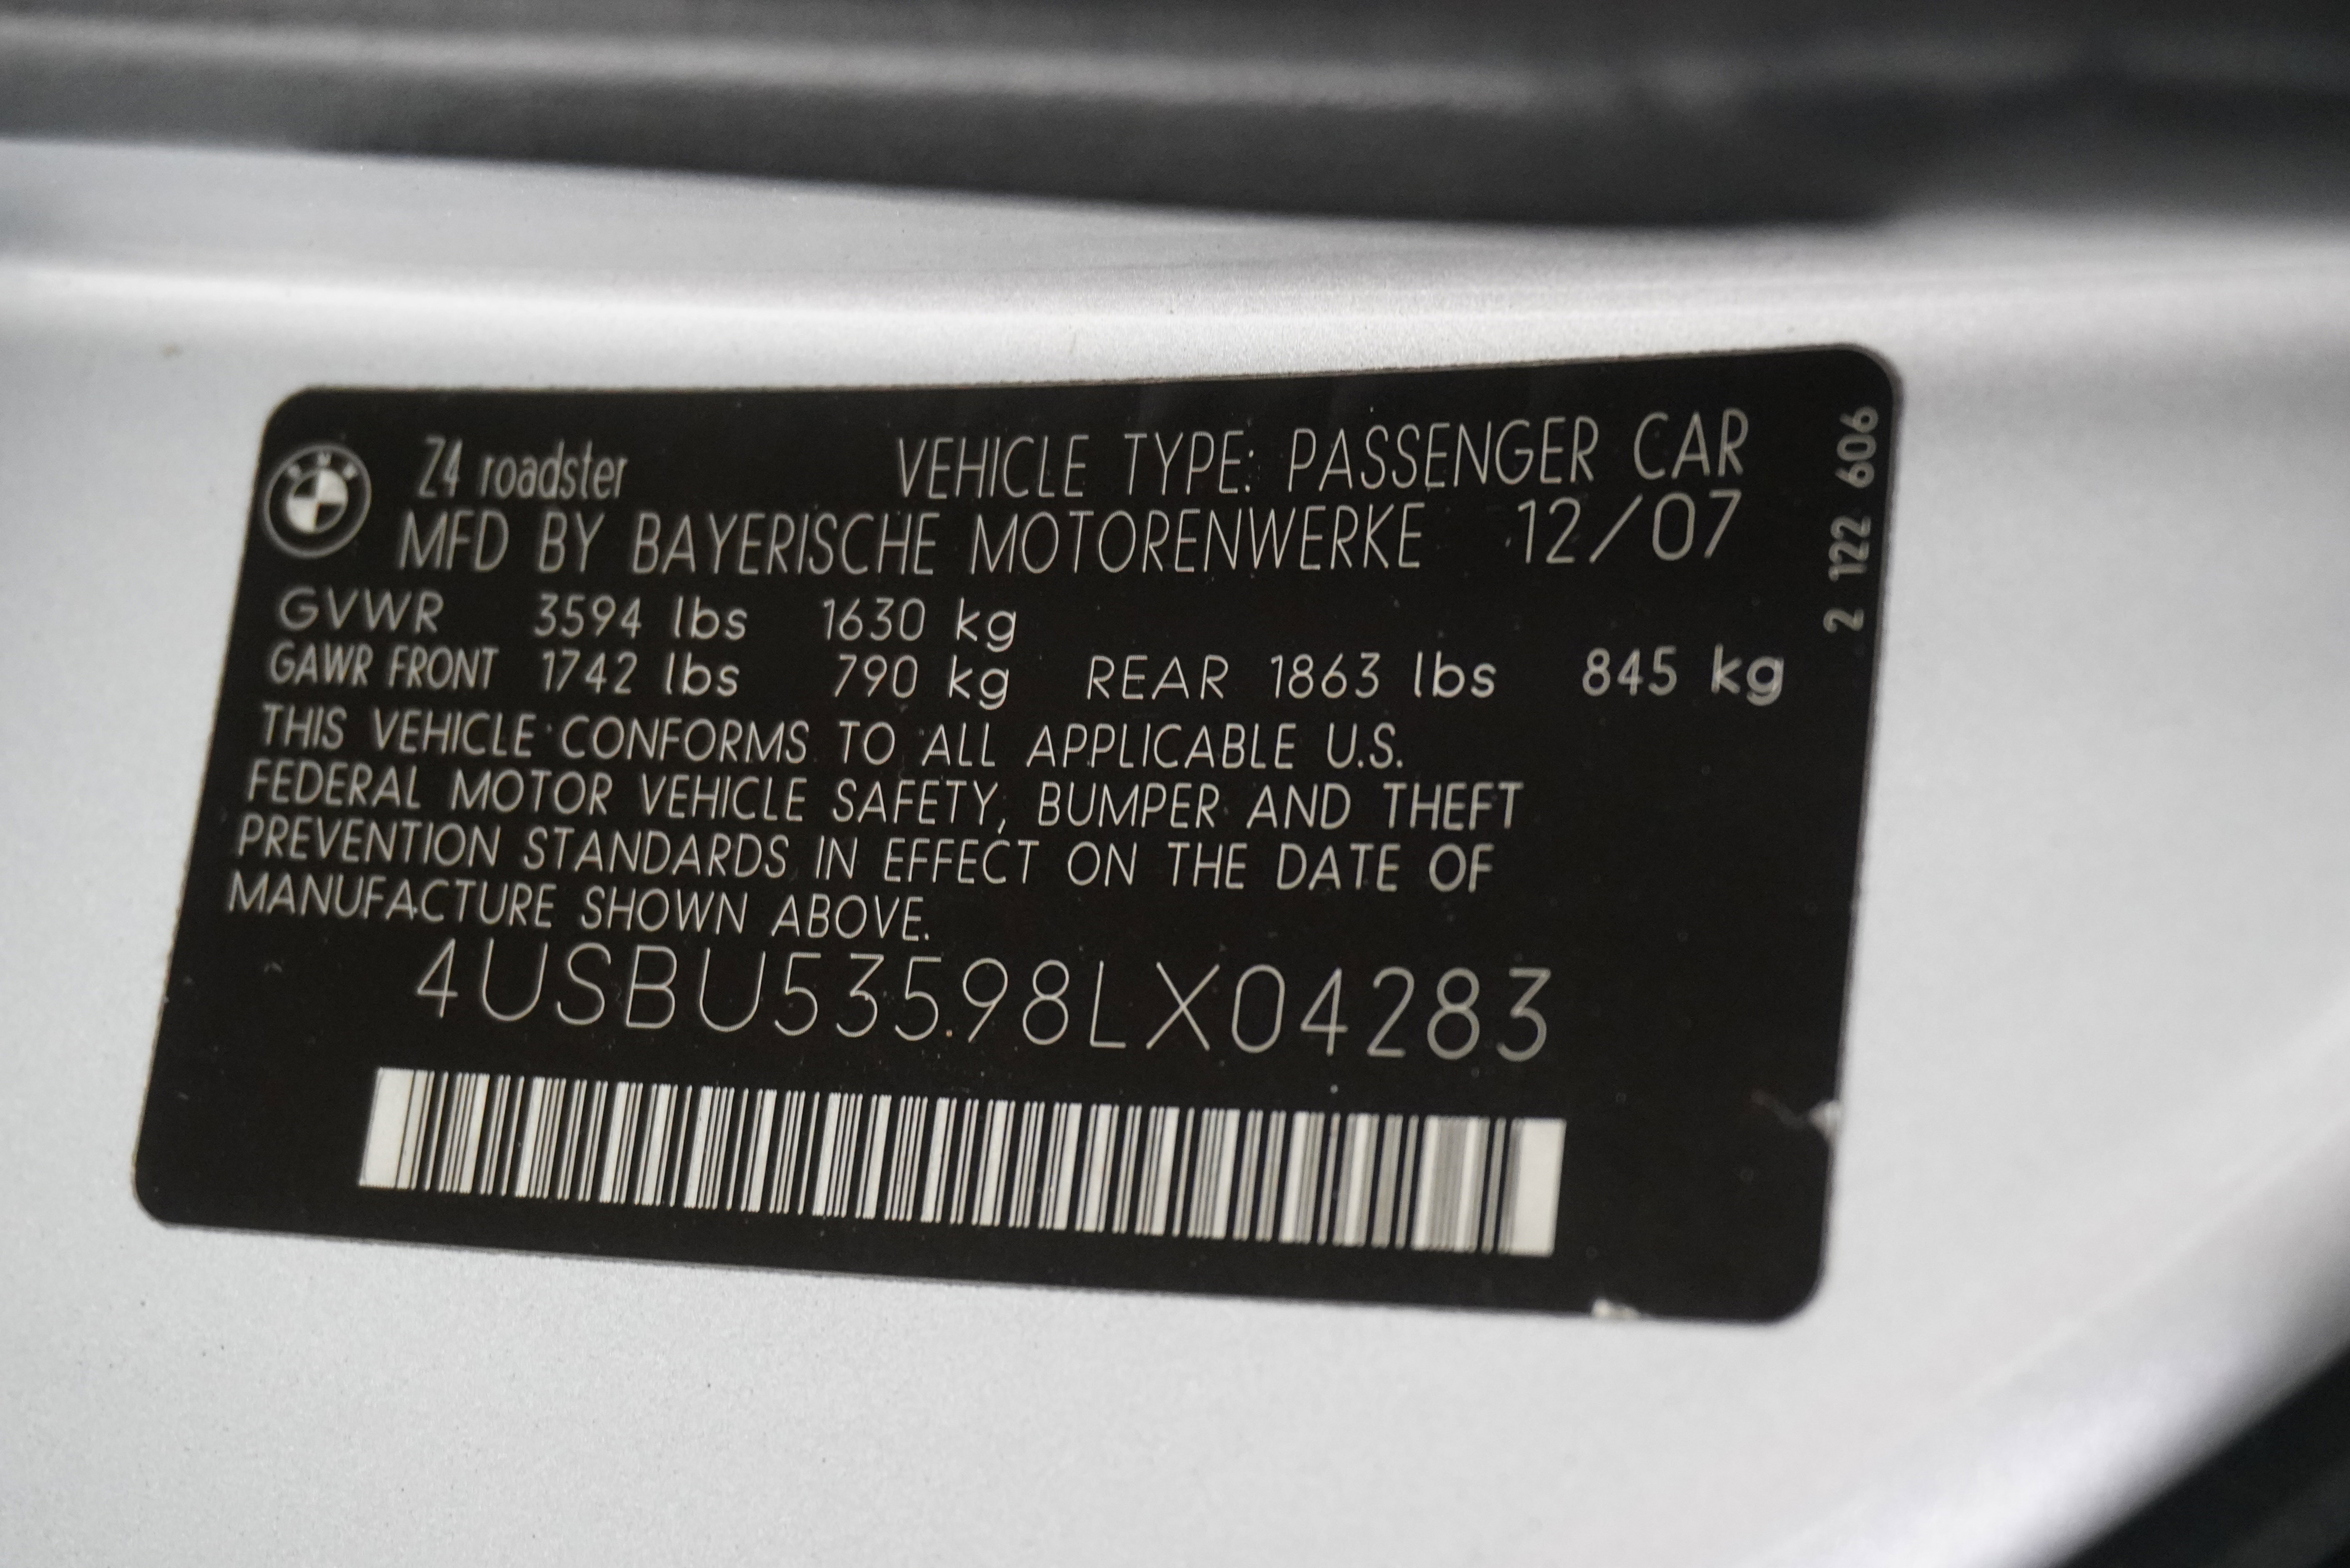 BMW
Z4 roadster VEHICLE TYPE: PASSENGER CAR
MFD BY BAYERISCHE MOTORENWERKE 12/07
GVWR 3594 lbs 1630 kg
GAWR FRONT 1742 lbs 790 kg REAR 1863 lbs 845 kg
THIS VEHICLE CONFORMS TO ALL APPLICABLE U.S.
FEDERAL MOTOR VEHICLE SAFETY, BUMPER AND THEFT
PREVENTION STANDARDS IN EFFECT ON THE DATE OF
MANUFACTURE SHOWN ABOVE.
4USBU53598LX04283
2 122 606